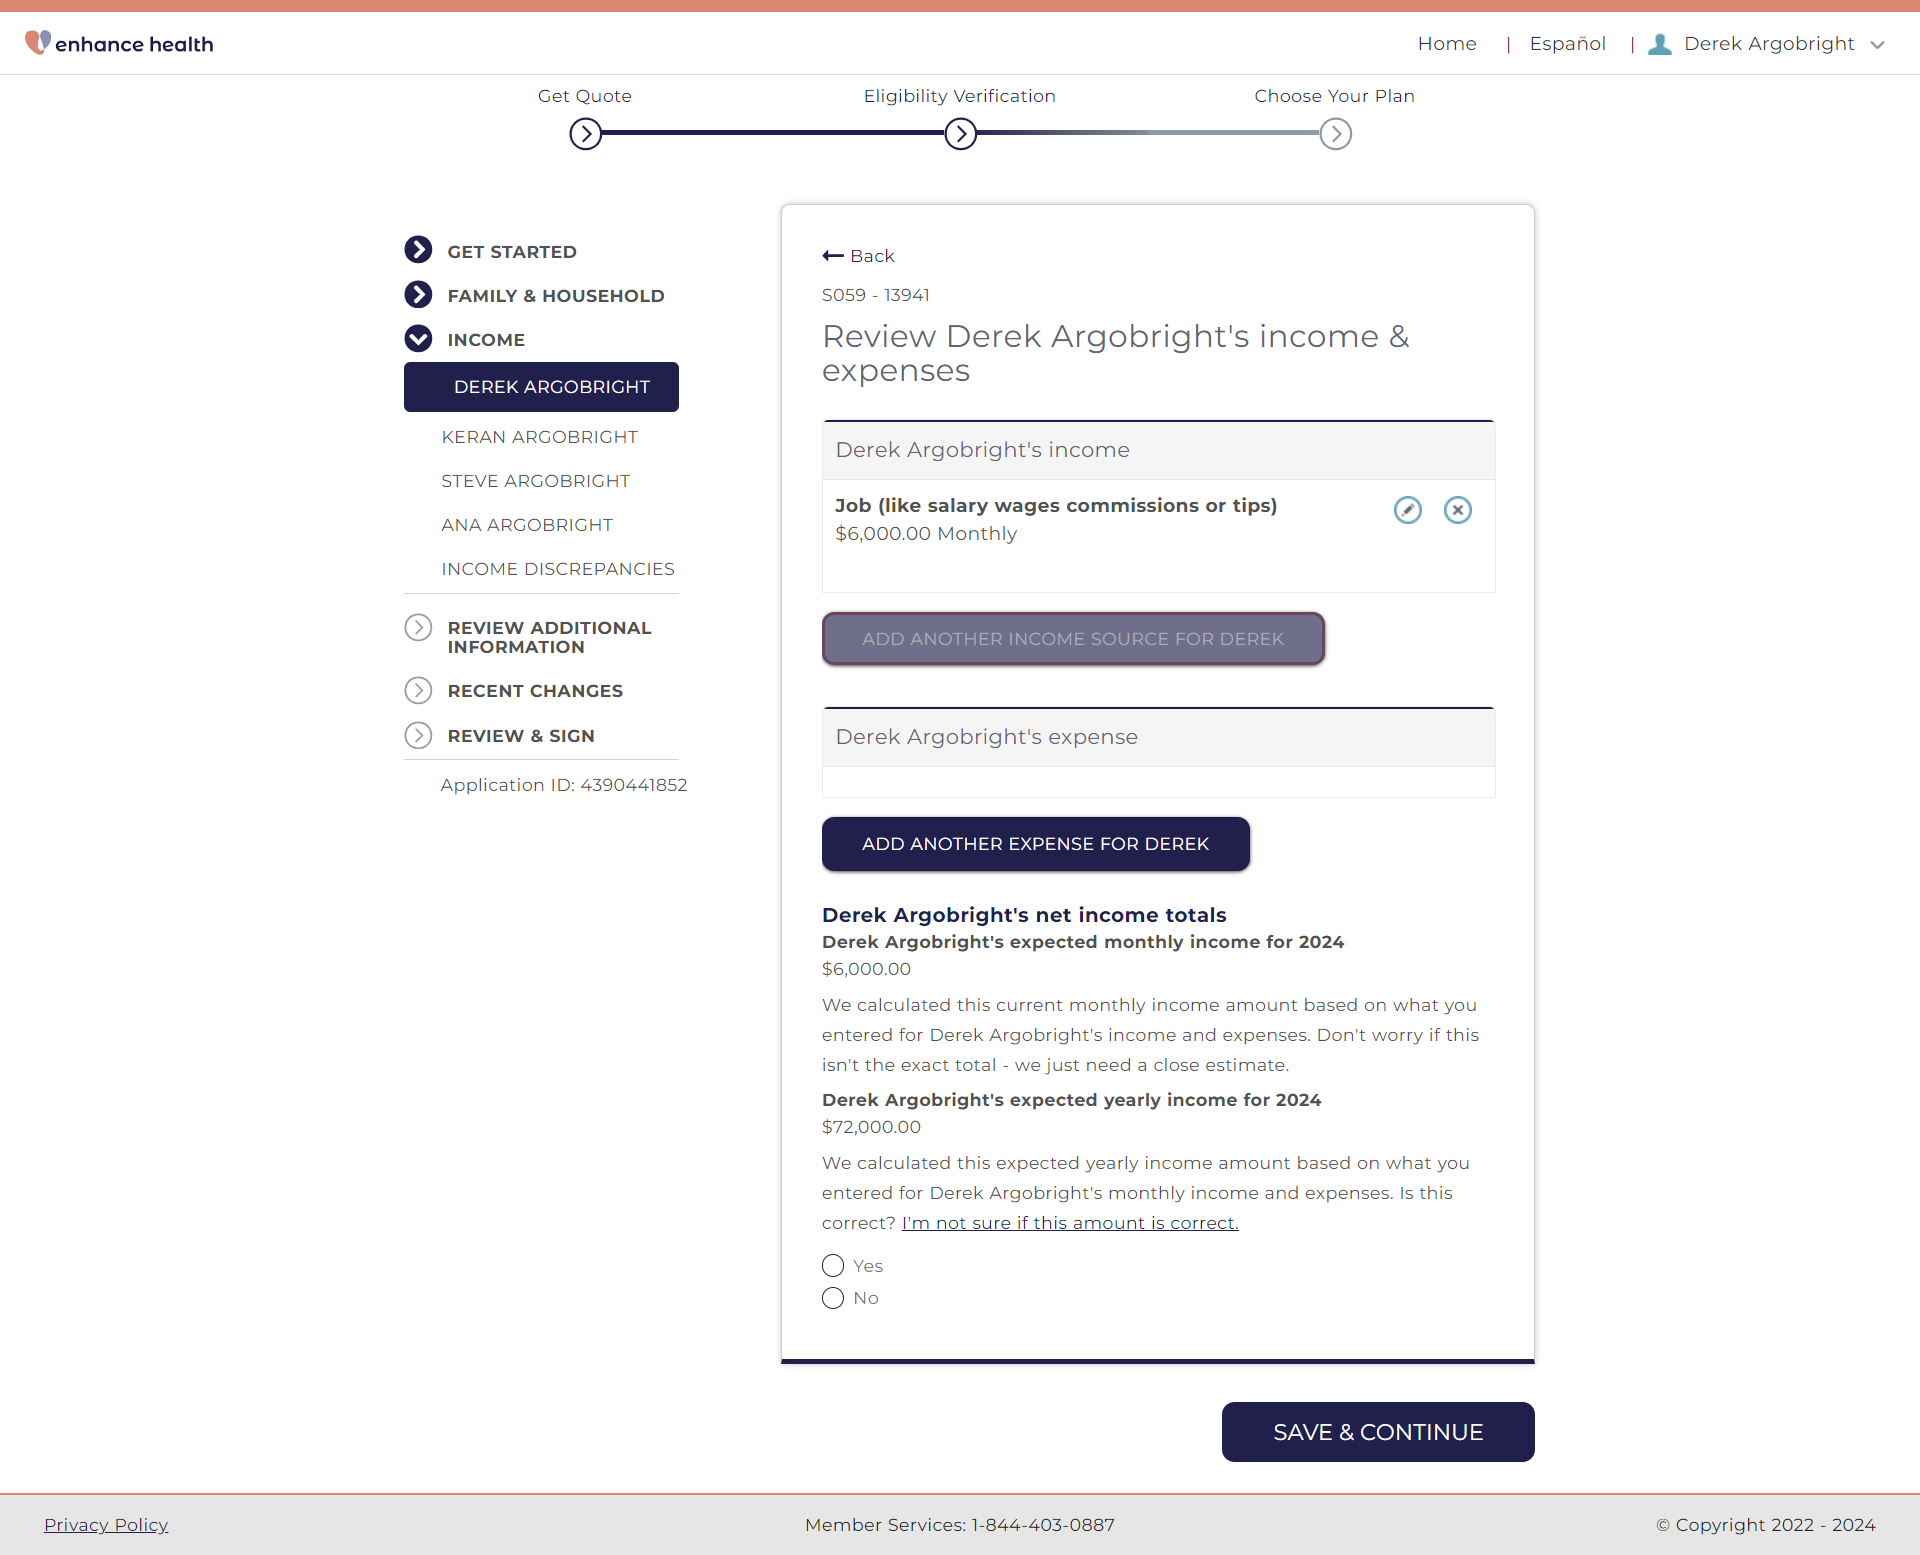 enhance health
Home | Español | Derek Argobright
Get Quote
Eligibility Verification
Choose Your Plan
GET STARTED
FAMILY & HOUSEHOLD
INCOME
DEREK ARGOBRIGHT
KERAN ARGOBRIGHT
STEVE ARGOBRIGHT
ANA ARGOBRIGHT
INCOME DISCREPANCIES
REVIEW ADDITIONAL
INFORMATION
RECENT CHANGES
REVIEW & SIGN
Application ID: 4390441852
Back
S059 - 13941
Review Derek Argobright's income &
expenses
Derek Argobright's income
Job (like salary wages commissions or tips)
$6,000.00 Monthly
ADD ANOTHER INCOME SOURCE FOR DEREK
Derek Argobright's expense
ADD ANOTHER EXPENSE FOR DEREK
Derek Argobright's net income totals
Derek Argobright's expected monthly income for 2024
$6,000.00
We calculated this current monthly income amount based on what you
entered for Derek Argobright's income and expenses. Don't worry if this
isn't the exact total - we just need a close estimate.
Derek Argobright's expected yearly income for 2024
$72,000.00
We calculated this expected yearly income amount based on what you
entered for Derek Argobright's monthly income and expenses. Is this
correct? I'm not sure if this amount is correct.
Yes
No
SAVE & CONTINUE
Privacy Policy
Member Services: 1-844-403-0887
© Copyright 2022 - 2024